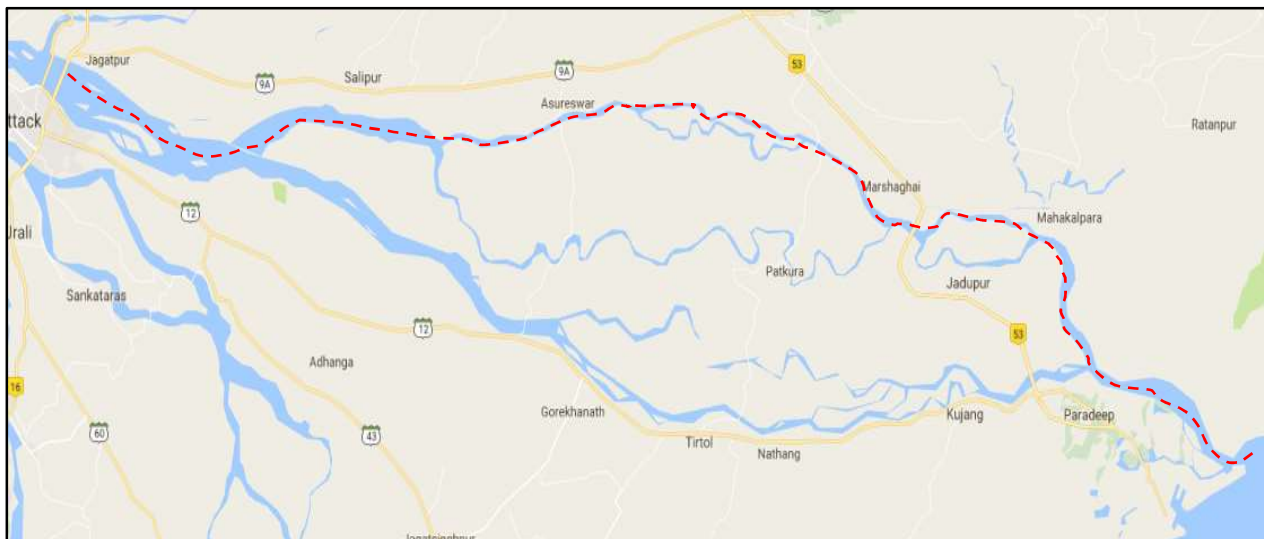 Jagatpur
Salipur
9A
9A
53
Asureswar
Ratanpur
ttack
Marshaghai
Mahakalpara
12
Patkura
Jadupur
Sankataras
12
53
Adhanga
16
Gorekhanath
Kujang
Paradeep
60
43
Tirtol
Nathang